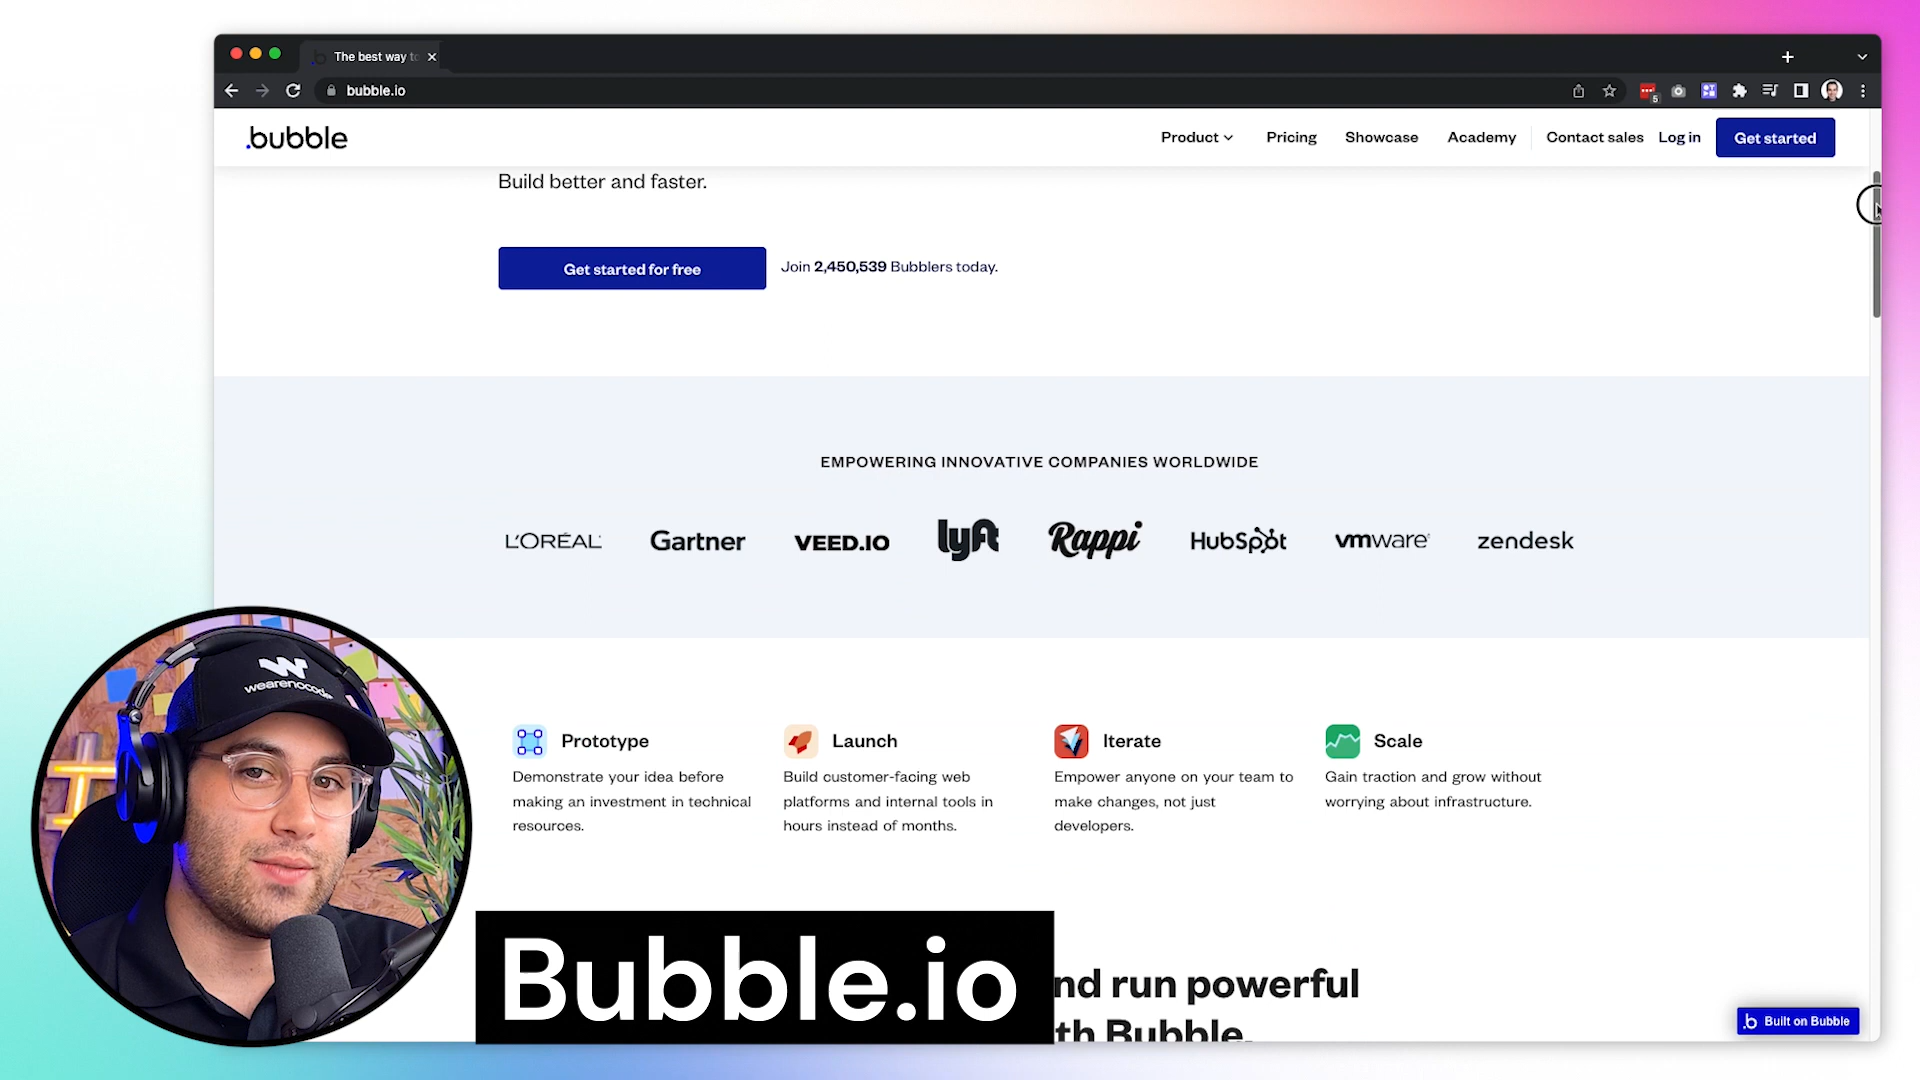 The best way to
bubble.io
5
.bubble
Product
Pricing
Showcase
Academy
Contact sales
Log in
Get started
Build better and faster.
Get started for free
Join 2,450,539 Bubblers today.
EMPOWERING INNOVATIVE COMPANIES WORLDWIDE
L'ORÉAL
Gartner
VEED.IO
lyft
Rappi
HubSpot
vmware
zendesk
Prototype
Demonstrate your idea before
making an investment in technical
resources.
Launch
Build customer-facing web
platforms and internal tools in
hours instead of months.
Iterate
Empower anyone on your team to
make changes, not just
developers.
Scale
Gain traction and grow without
worrying about infrastructure.
wearenocode
Bubble.io
nd run powerful
th Bubble.
b Built on Bubble